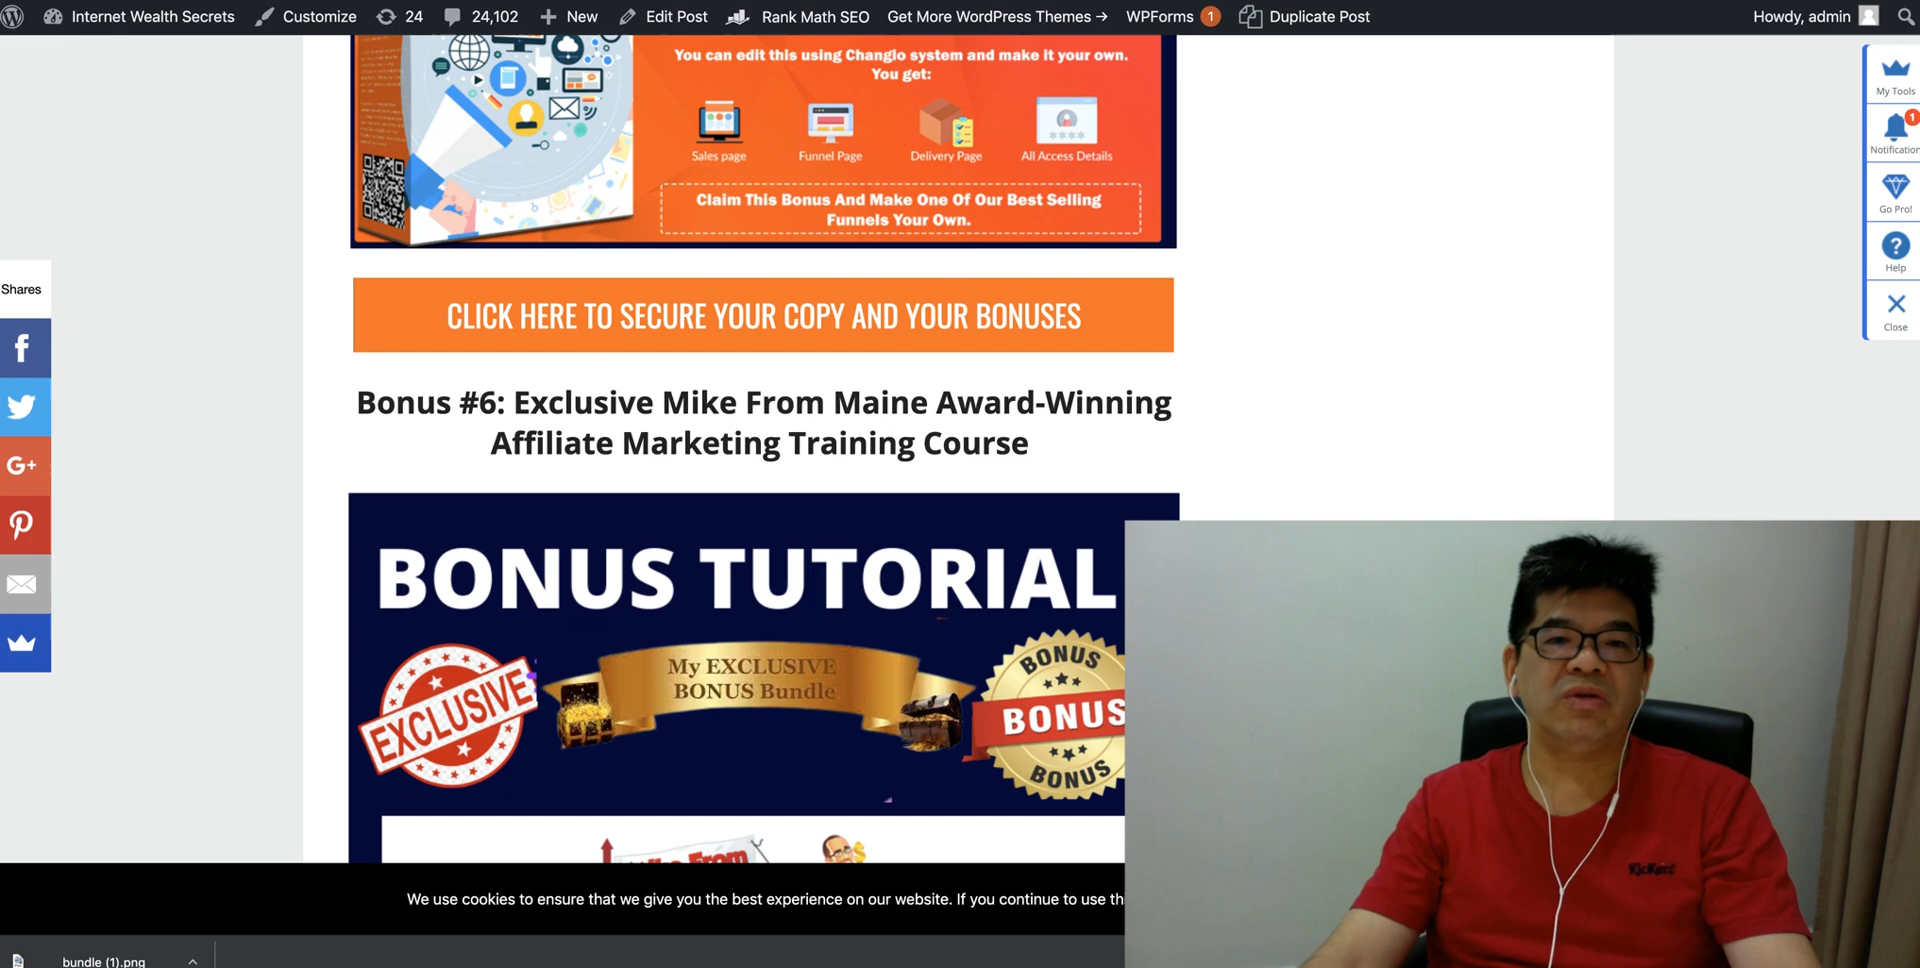 Internet Wealth Secrets Customize 24 24,102 New Edit Post Rank Math SEO Get More WordPress Themes → WPForms 1 Duplicate Post Howdy, admin
You can edit this using Changlo system and make it your own.
You get:
Sales page Funnel Page Delivery Page All Access Details
Claim This Bonus And Make One Of Our Best Selling
Funnels Your Own.
My Tools
1
Notification
Go Pro!
Help
Close
Shares
CLICK HERE TO SECURE YOUR COPY AND YOUR BONUSES
Bonus #6: Exclusive Mike From Maine Award-Winning
Affiliate Marketing Training Course
BONUS TUTORIAL
EXCLUSIVE
My EXCLUSIVE
BONUS Bundle
BONUS
BONUS
BONUS
Kickers
We use cookies to ensure that we give you the best experience on our website. If you continue to use thi
bundle (1).png